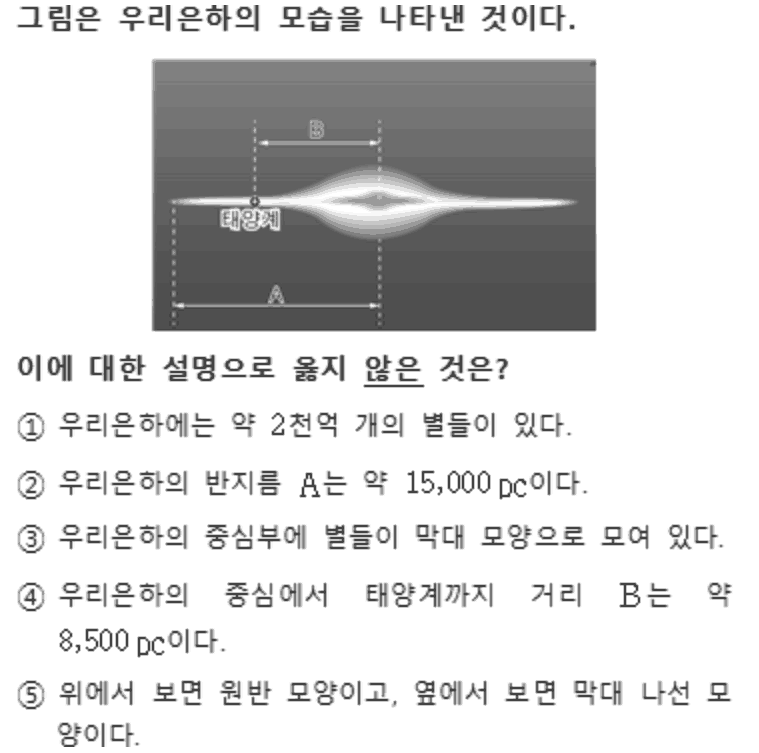 그림은 우리은하의 모습을 나타낸 것이다.
B
태양계
A
이에 대한 설명으로 옳지 않은 것은?
① 우리은하에는 약 2천억 개의 별들이 있다.
② 우리은하의 반지름 A는 약 15,000 pc이다.
③ 우리은하의 중심부에 별들이 막대 모양으로 모여 있다.
④ 우리은하의 중심에서 태양계까지 거리 B는 약
8,500 pc이다.
⑤ 위에서 보면 원반 모양이고, 옆에서 보면 막대 나선 모
양이다.